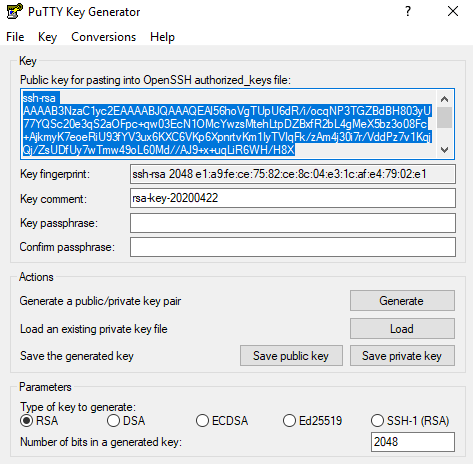 PuTTY Key Generator
File Key Conversions Help
Key
Public key for pasting into OpenSSH authorized_keys file:
ssh-rsa
AAAAB3NzaC1yc2EAAAABJQAAAQEAl56hoVgTUpU6dR/i/ocqNP3TGZBdBH803yU
77YQSc20e3qS2aOFpc+qw03EcN1OMcYwzsMtehLtpDZBxfR2bL4gMeX5bz3o08Fc
+AjkmyK7eoeRiU93fYV3ux6KXC6VKp6XpnrtvKm1IyTVlqFk/zAm4j30i7r/VddPz7v1Kqj
Qj/ZsUDfUy7wTmw49oL60Md//AJ9+x+uqLiR6WH/H8X
Key fingerprint: ssh-rsa 2048 e1:a9:fe:ce:75:82:ce:8c:04:e3:1c:af:e4:79:02:e1
Key comment: rsa-key-20200422
Key passphrase:
Confirm passphrase:
Actions
Generate a public/private key pair Generate
Load an existing private key file Load
Save the generated key Save public key Save private key
Parameters
Type of key to generate:
RSA DSA ECDSA Ed25519 SSH-1 (RSA)
Number of bits in a generated key: 2048